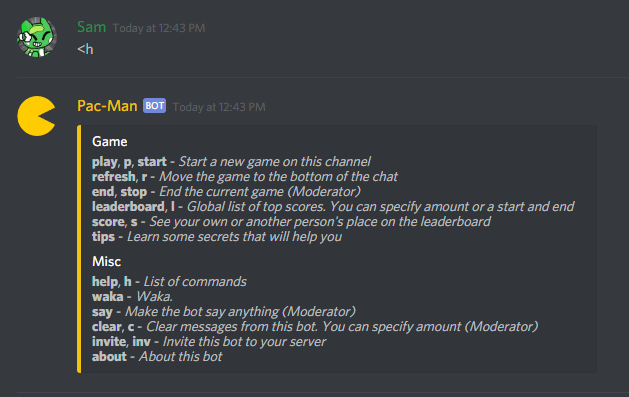 Sam Today at 12:43 PM
<h
Pac-Man BOT Today at 12:43 PM
Game
play, p, start - Start a new game on this channel
refresh, r - Move the game to the bottom of the chat
end, stop - End the current game (Moderator)
leaderboard, l - Global list of top scores. You can specify amount or a start and end
score, s - See your own or another person's place on the leaderboard
tips - Learn some secrets that will help you
Misc
help, h - List of commands
waka - Waka.
say - Make the bot say anything (Moderator)
clear, c - Clear messages from this bot. You can specify amount (Moderator)
invite, inv - Invite this bot to your server
about - About this bot